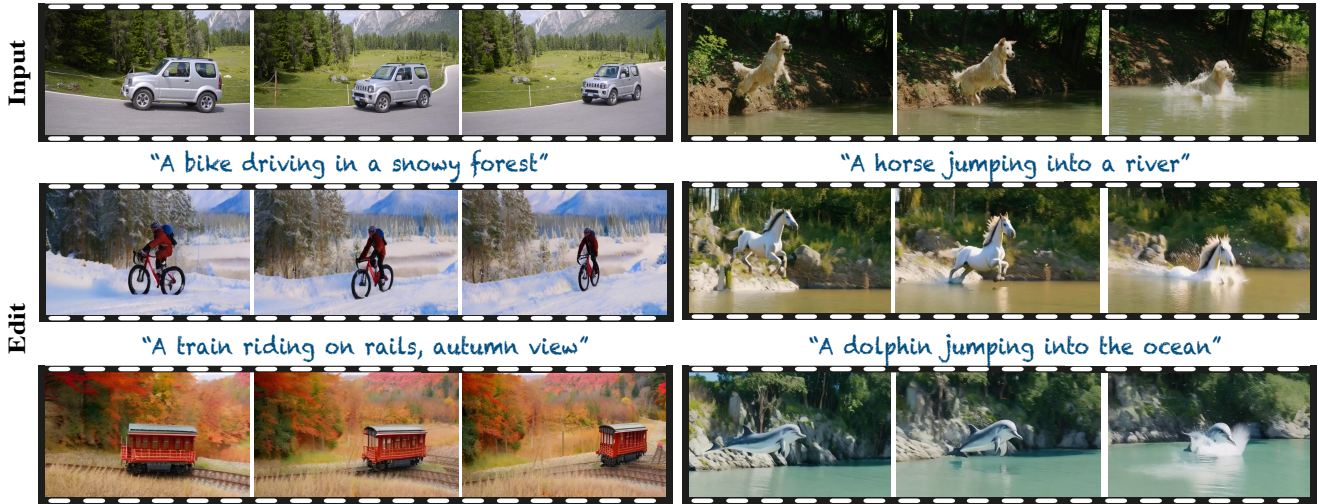 Input
“A bike driving in a snowy forest”
“A horse jumping into a river”
Edit
“A train riding on rails, autumn view”
“A dolphin jumping into the ocean”